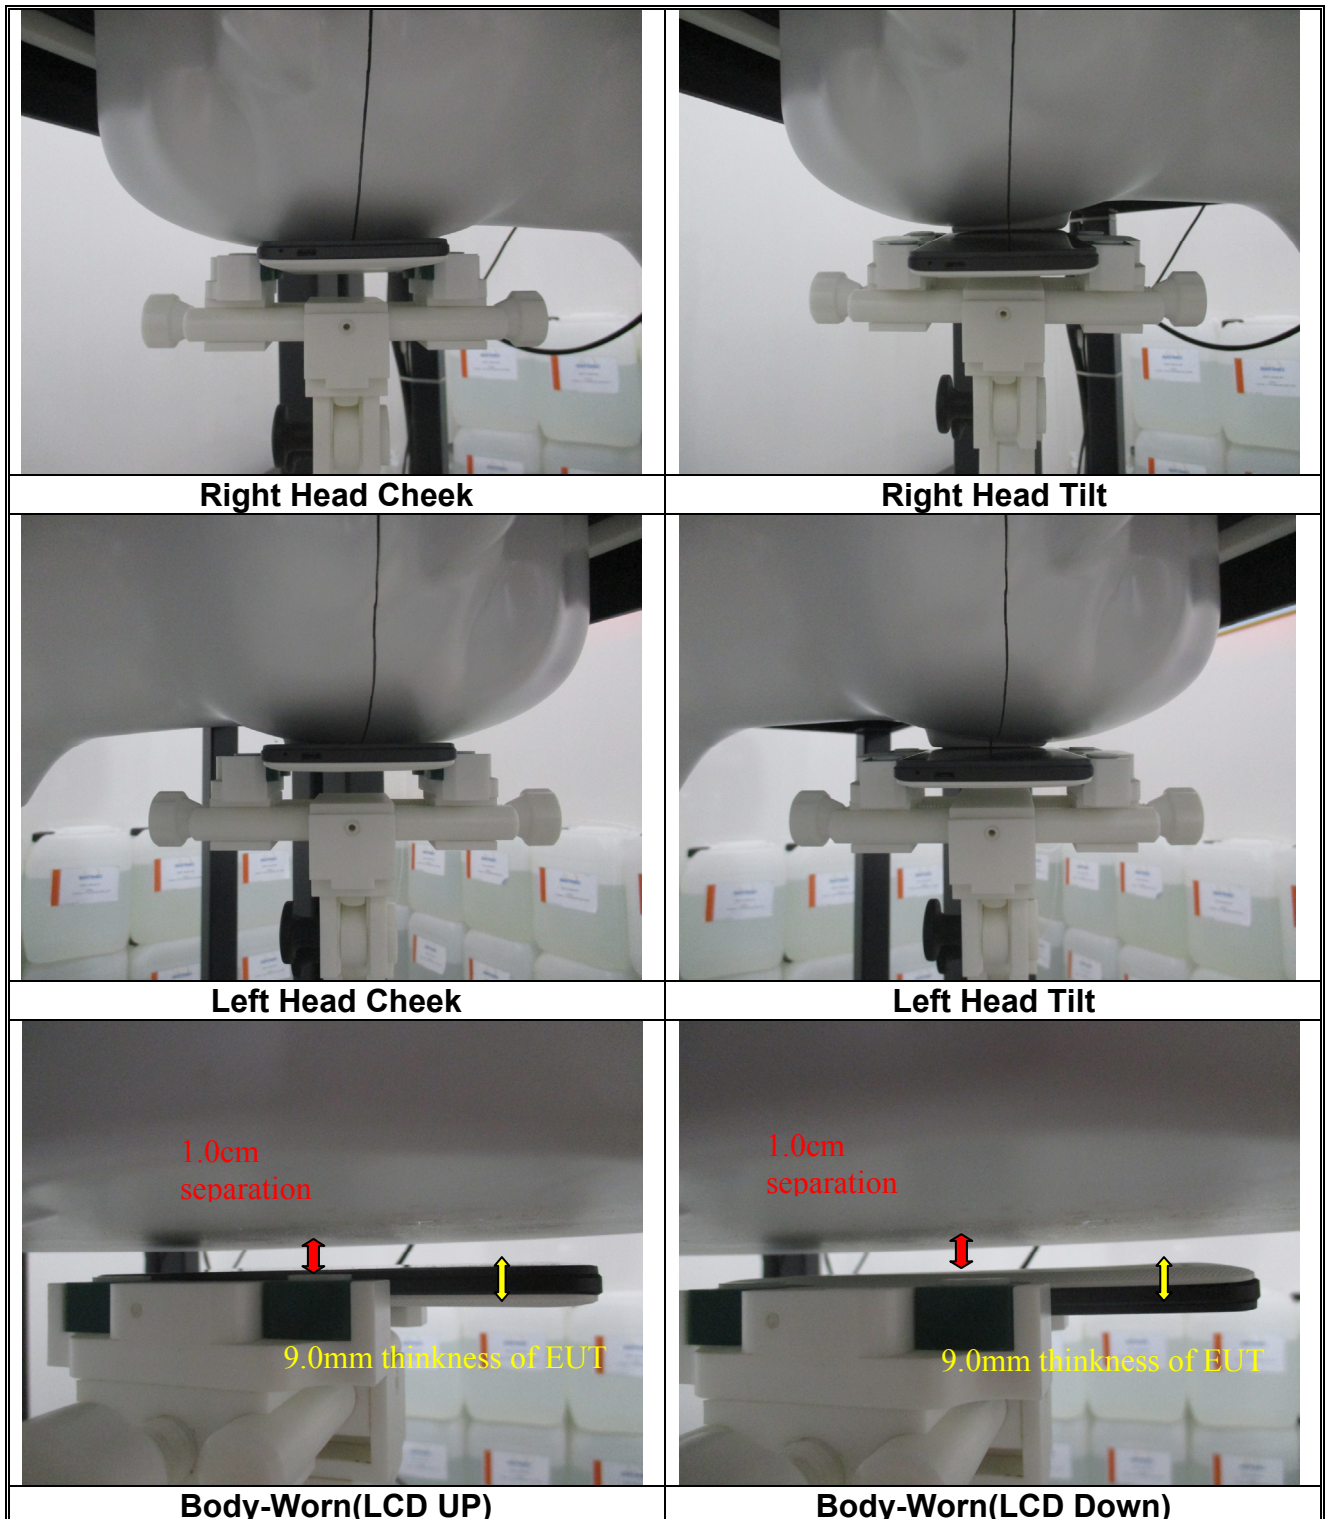 Right Head Cheek
Right Head Tilt
Left Head Cheek
Left Head Tilt
1.0cm
separation
9.0mm thinkness of EUT
1.0cm
separation
9.0mm thinkness of EUT
Body-Worn(LCD UP)
Body-Worn(LCD Down)